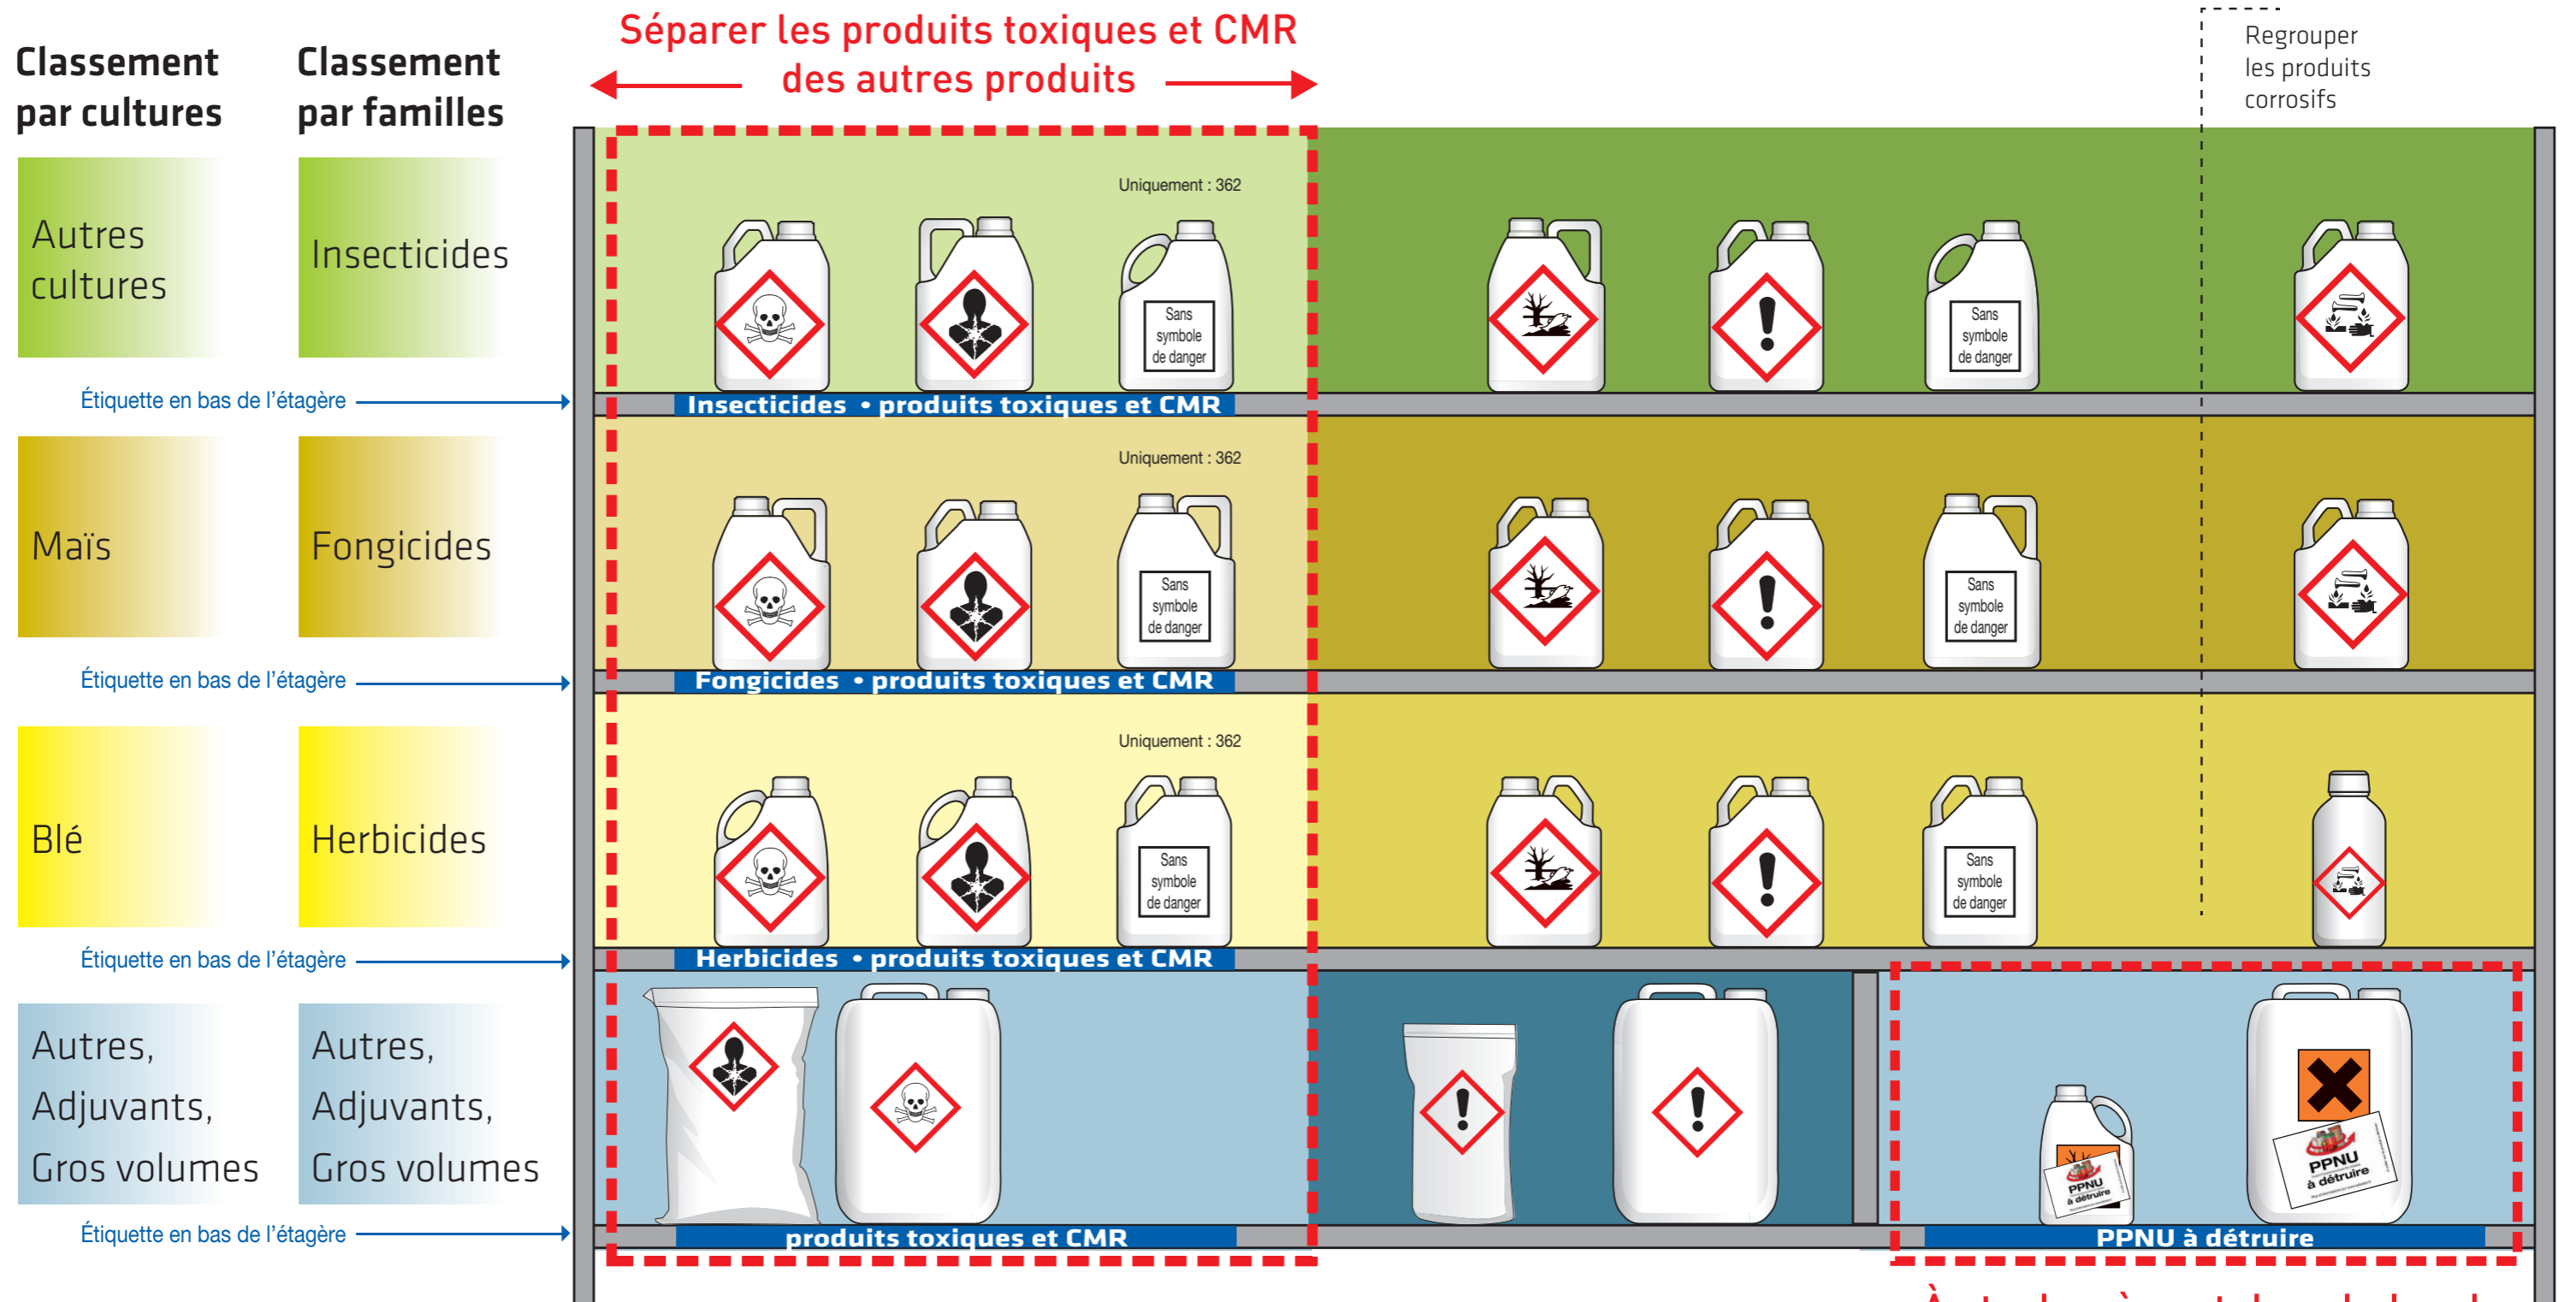 Séparer les produits toxiques et CMR
des autres produits
Regrouper
les produits
corrosifs
Classement
par cultures
Classement
par familles
Autres
cultures
Insecticides
Uniquement : 362
Sans
symbole
de danger
Sans
symbole
de danger
Étiquette en bas de l'étagère
Insecticides • produits toxiques et CMR
Maïs
Fongicides
Uniquement : 362
Sans
symbole
de danger
Sans
symbole
de danger
Étiquette en bas de l'étagère
Fongicides • produits toxiques et CMR
Blé
Herbicides
Uniquement : 362
Sans
symbole
de danger
Sans
symbole
de danger
Étiquette en bas de l'étagère
Herbicides • produits toxiques et CMR
Autres,
Adjuvants,
Gros volumes
Autres,
Adjuvants,
Gros volumes
PPNU
à détruire
PPNU
à détruire
Étiquette en bas de l'étagère
produits toxiques et CMR
PPNU à détruire